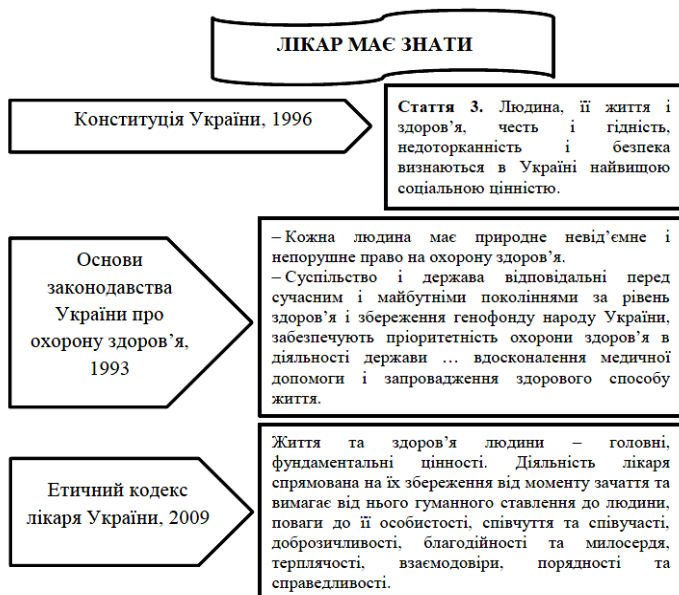 ЛІКАР МАЄ ЗНАТИ
Конституція України, 1996
Стаття 3. Людина, її життя і
здоров’я, честь і гідність,
недоторканність і безпека
визнаються в Україні найвищою
соціальною цінністю.
Основи
законодавства
України про
охорону здоров’я,
1993
– Кожна людина має природне невід’ємне і
непорушне право на охорону здоров’я.
– Суспільство і держава відповідальні перед
сучасним і майбутніми поколіннями за рівень
здоров’я і збереження генофонду народу України,
забезпечують пріоритетність охорони здоров’я в
діяльності держави … вдосконалення медичної
допомоги і запровадження здорового способу
життя.
Етичний кодекс
лікаря України, 2009
Життя та здоров’я людини – головні,
фундаментальні цінності. Діяльність лікаря
спрямована на їх збереження від моменту зачаття та
вимагає від нього гуманного ставлення до людини,
поваги до її особистості, співчуття та співучасті,
доброзичливості, благодійності та милосердя,
терплячості, взаємодовіри, порядності та
справедливості.